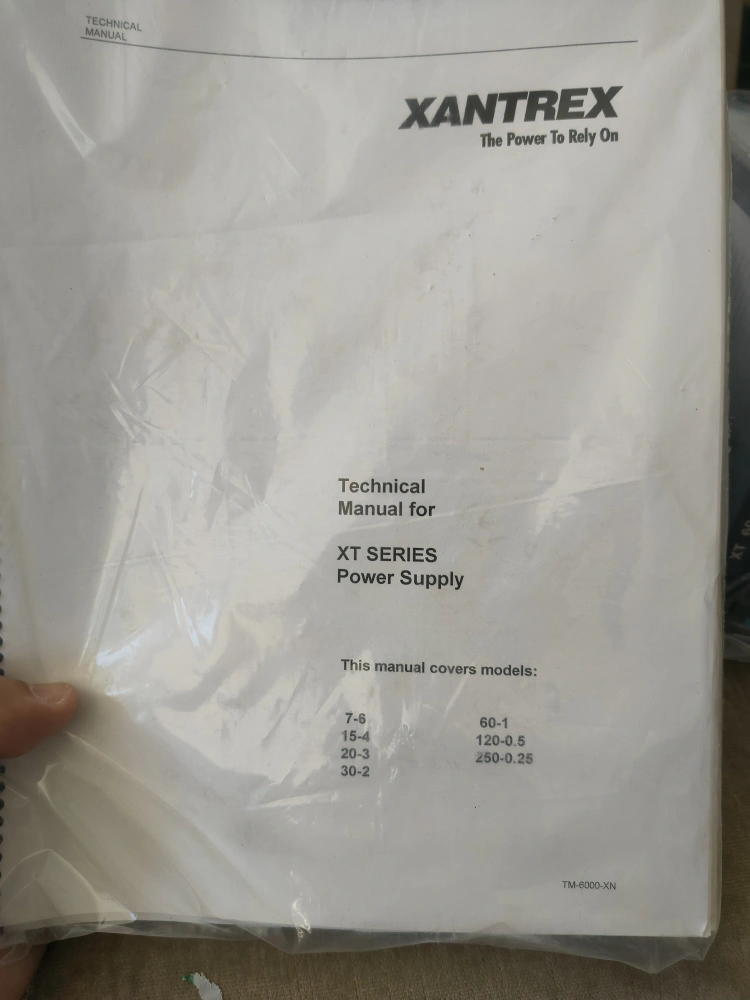 TECHNICAL
MANUAL
XANTREX
The Power To Rely On
Technical
Manual for
XT SERIES
Power Supply
This manual covers models:
7-6 60-1
15-4 120-0.5
20-3 250-0.25
30-2
TM-6000-XN
XT